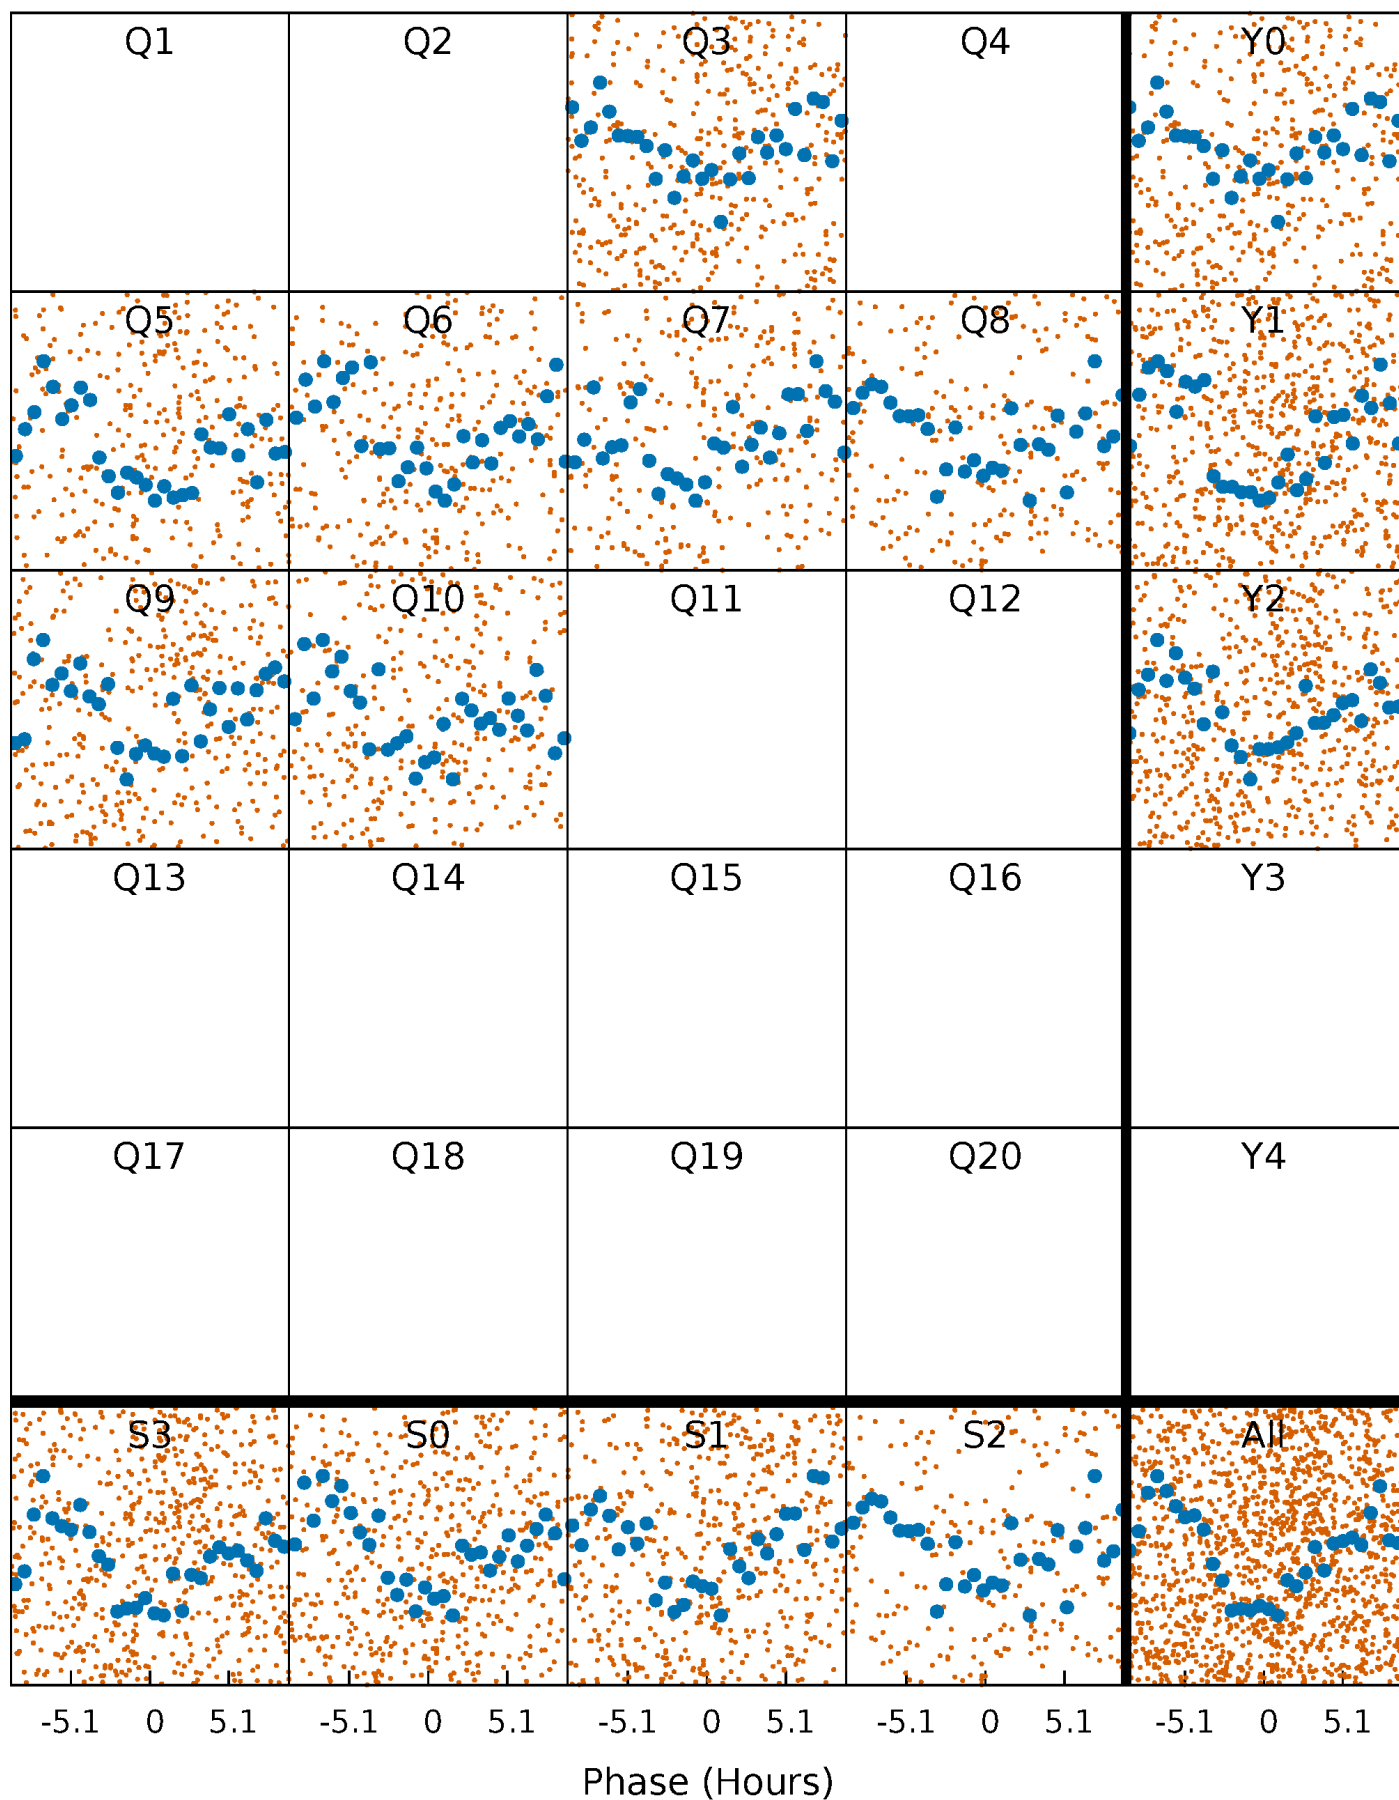 Q1 Q2 Q3 Q4 Y0
Q5 Q6 Q7 Q8 Y1
Q9 Q10 Q11 Q12 Y2
Q13 Q14 Q15 Q16 Y3
Q17 Q18 Q19 Q20 Y4
S3 S0 S1 S2 All
-5.1 0 5.1 -5.1 0 5.1 -5.1 0 5.1 -5.1 0 5.1 -5.1 0 5.1
Phase (Hours)